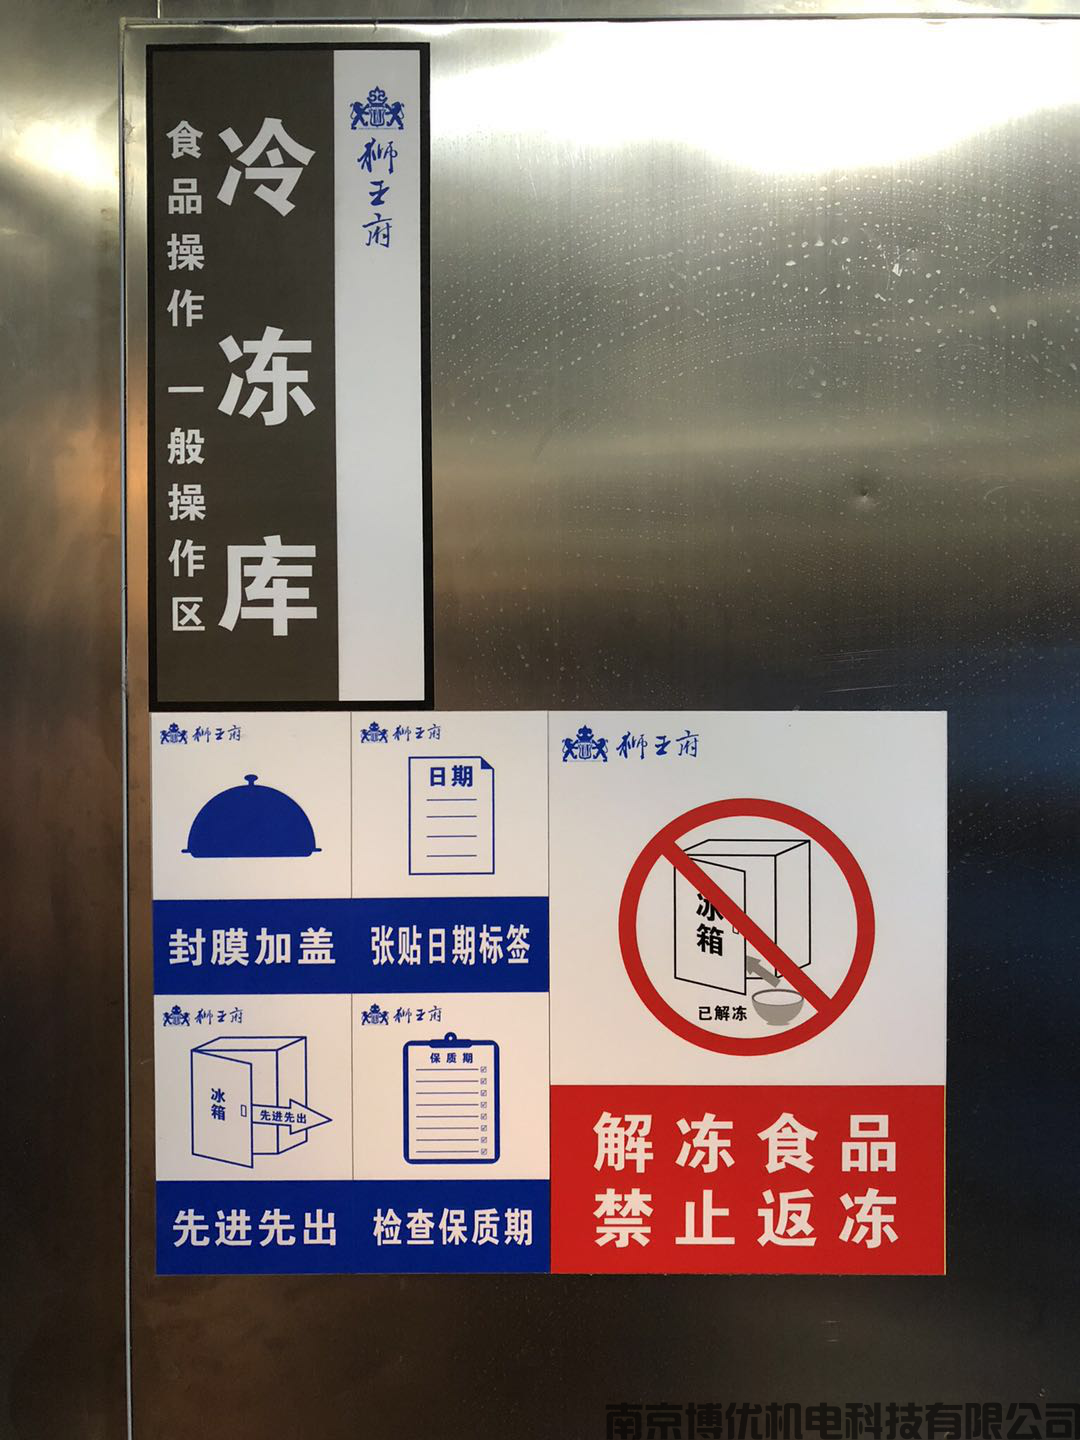 狮王府
冷冻库
食品操作 一般操作区
狮王府
日期
封膜加盖
狮王府
张贴日期标签
狮王府
冰箱
先进先出
先进先出
狮王府
保质期
检查保质期
狮王府
冰箱
已解冻
解冻食品
禁止返冻
南京博优机电科技有限公司